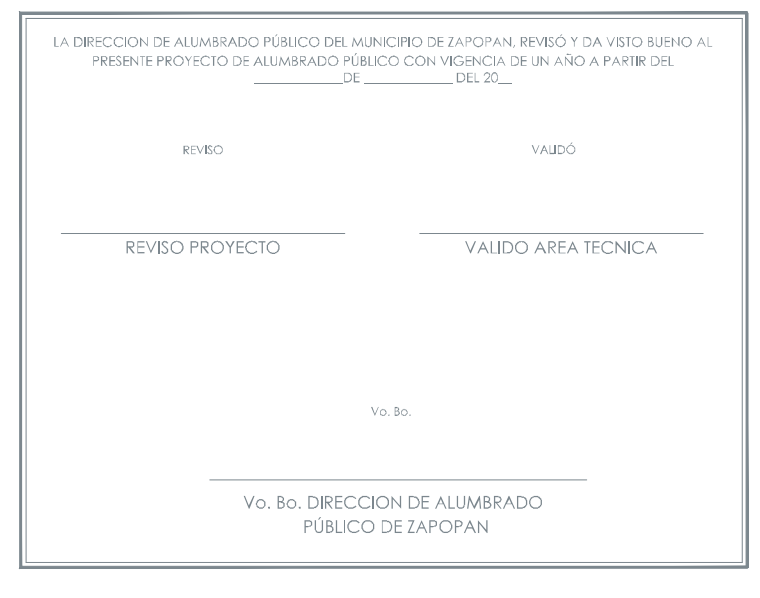 LA DIRECCION DE ALUMBRADO PÚBLICO DEL MUNICIPIO DE ZAPOPAN, REVISÓ Y DA VISTO BUENO AL
PRESENTE PROYECTO DE ALUMBRADO PÚBLICO CON VIGENCIA DE UN AÑO A PARTIR DEL
____________DE ____________ DEL 20__
REVISO
VALIDÓ
REVISO PROYECTO
VALIDO AREA TECNICA
Vo. Bo.
Vo. Bo. DIRECCION DE ALUMBRADO
PÚBLICO DE ZAPOPAN